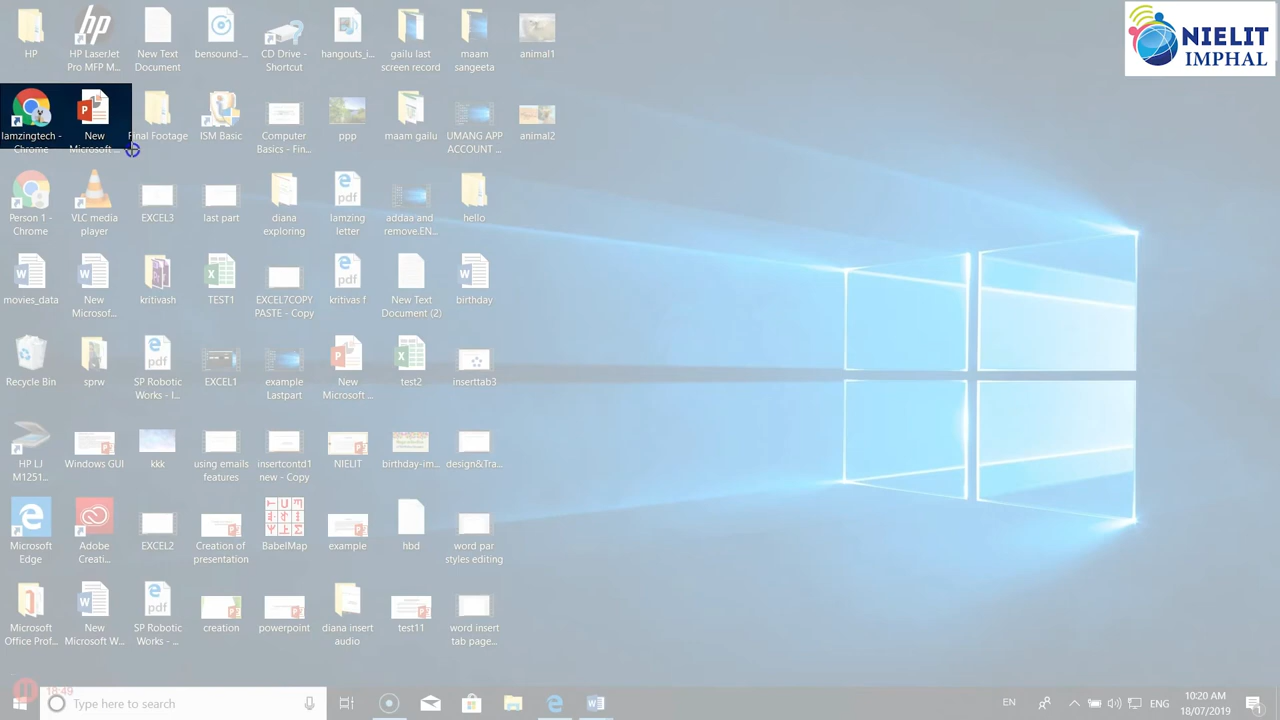 HP
HP LaserJet
Pro MFP M...
New Text
Document
bensound-...
CD Drive -
Shortcut
hangouts_i...
gailu last
screen record
maam
sangeeta
animal1
NIELIT
IMPHAL
lamzingtech -
Chrome
New
Microsoft ...
Final Footage
ISM Basic
Computer
Basics - Fin...
ppp
maam gailu
UMANG APP
ACCOUNT ...
animal2
Person 1 -
Chrome
VLC media
player
EXCEL3
last part
diana
exploring
lamzing
letter
addaa and
remove.EN...
hello
movies_data
New
Microsof...
kritivash
TEST1
EXCEL7COPY
PASTE - Copy
kritivas f
New Text
Document (2)
birthday
Recycle Bin
sprw
SP Robotic
Works - I...
EXCEL1
example
Lastpart
New
Microsoft ...
test2
inserttab3
HP LJ
M1251...
Windows GUI
kkk
using emails
features
insertcontd1
new - Copy
NIELIT
birthday-im...
design&Tra...
Microsoft
Edge
Adobe
Creati...
EXCEL2
Creation of
presentation
BabelMap
example
hbd
word par
styles editing
Microsoft
Office Prof...
New
Microsoft W...
SP Robotic
Works - ...
creation
powerpoint
diana insert
audio
test11
word insert
tab page...
18:49
Type here to search
EN
ENG
10:20 AM
18/07/2019
1